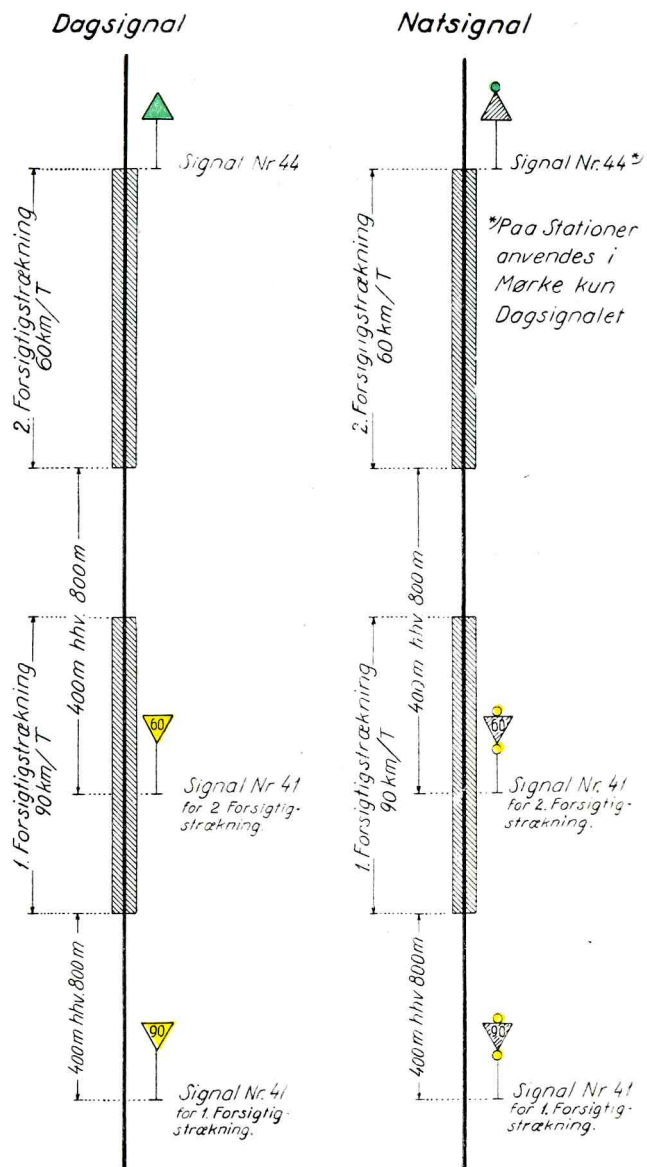 Dagsignal
Signal Nr 44
2. Forsigtigstrækning
60 km/T
400m hhv. 800m
60
1. Forsigtigstrækning
90 km/T
Signal Nr 41
for 2 Forsigtig-
strækning.
400m hhv 800m
90
Signal Nr. 41
for 1. Forsigtig-
strækning.
Natsignal
Signal Nr. 44 *)
*) Paa Stationer
anvendes i
Mørke kun
Dagsignalet
2. Forsigtigstrækning
60 km/T
400m hhv 800m
60
1. Forsigtigstrækning
90 km/T
Signal Nr. 41
for 2. Forsigtig-
strækning.
400m hhv 800m
90
Signal Nr 41
for 1. Forsigtig-
strækning.